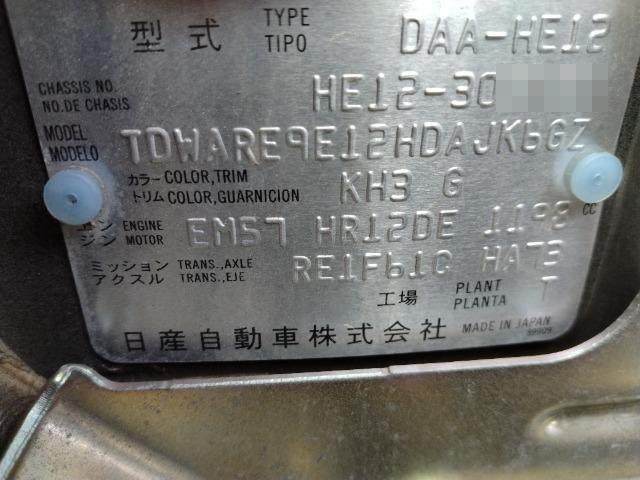 型式 TYPE TIPO DAA-HE12
CHASSIS NO. NO.DE CHASIS HE12-30
MODEL MODELO TDWARE9E12HDAJK6GZ
カラー COLOR,TRIM トリム COLOR,GUARNICION KH3 G
ジン ENGINE MOTOR EM57 HR12DE 1198 CC
ミッション TRANS.,AXLE アクスル TRANS.,EJE RE1F61C HA73
工場 PLANT PLANTA T
日産自動車株式会社 MADE IN JAPAN